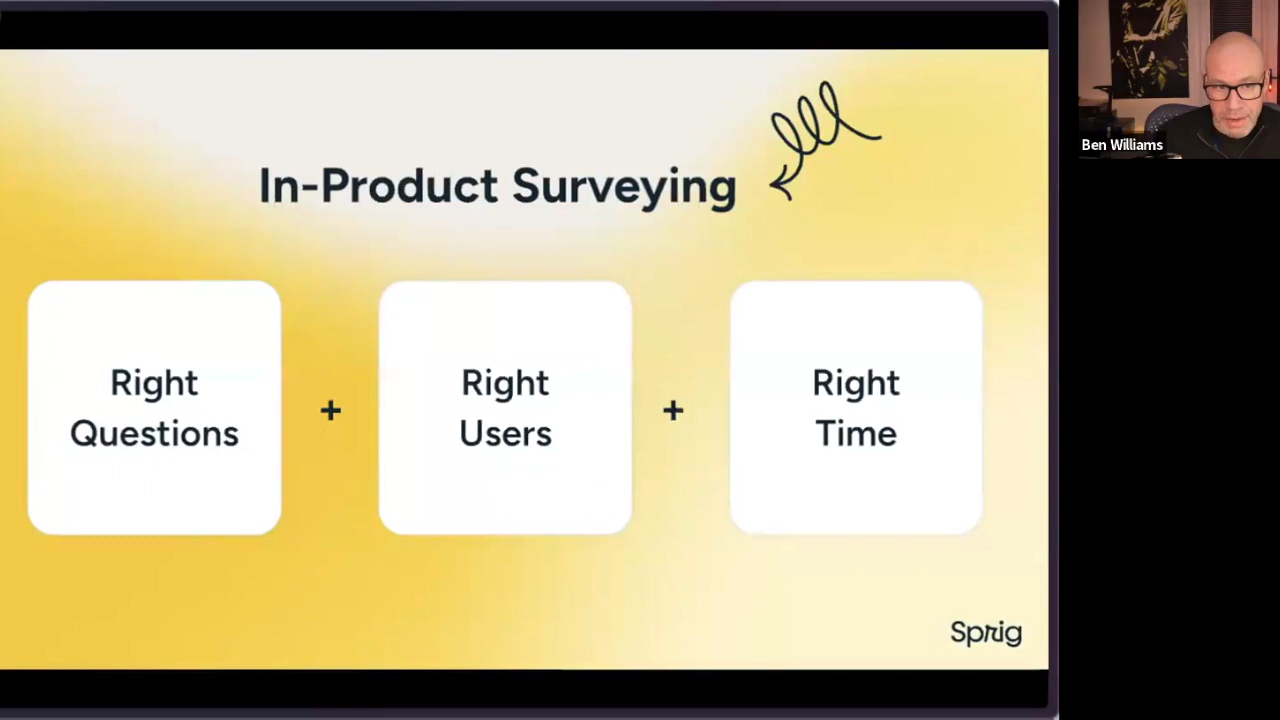 In-Product Surveying
Right
Questions
+
Right
Users
+
Right
Time
Sprig
Ben Williams